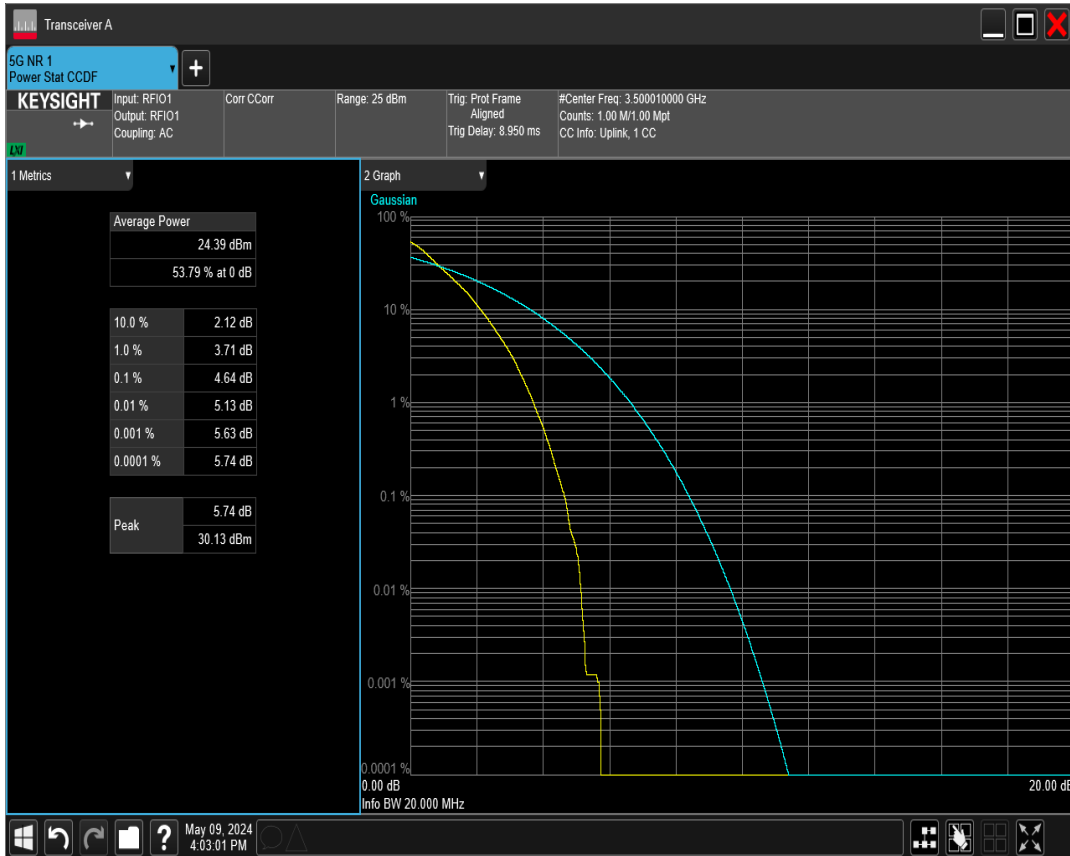 Transceiver A
5G NR 1
Power Stat CCDF
KEYSIGHT
LXI
Input: RFIO1
Output: RFIO1
Coupling: AC
Corr CCorr
Range: 25 dBm
Trig: Prot Frame
Aligned
Trig Delay: 8.950 ms
#Center Freq: 3.500010000 GHz
Counts: 1.00 M/1.00 Mpt
CC Info: Uplink, 1 CC
1 Metrics
Average Power
24.39 dBm
53.79 % at 0 dB
10.0 % 2.12 dB
1.0 % 3.71 dB
0.1 % 4.64 dB
0.01 % 5.13 dB
0.001 % 5.63 dB
0.0001 % 5.74 dB
Peak 5.74 dB
30.13 dBm
2 Graph
Gaussian
100 %
10 %
1 %
0.1 %
0.01 %
0.001 %
0.0001 %
0.00 dB 20.00 dB
Info BW 20.000 MHz
? May 09, 2024
4:03:01 PM